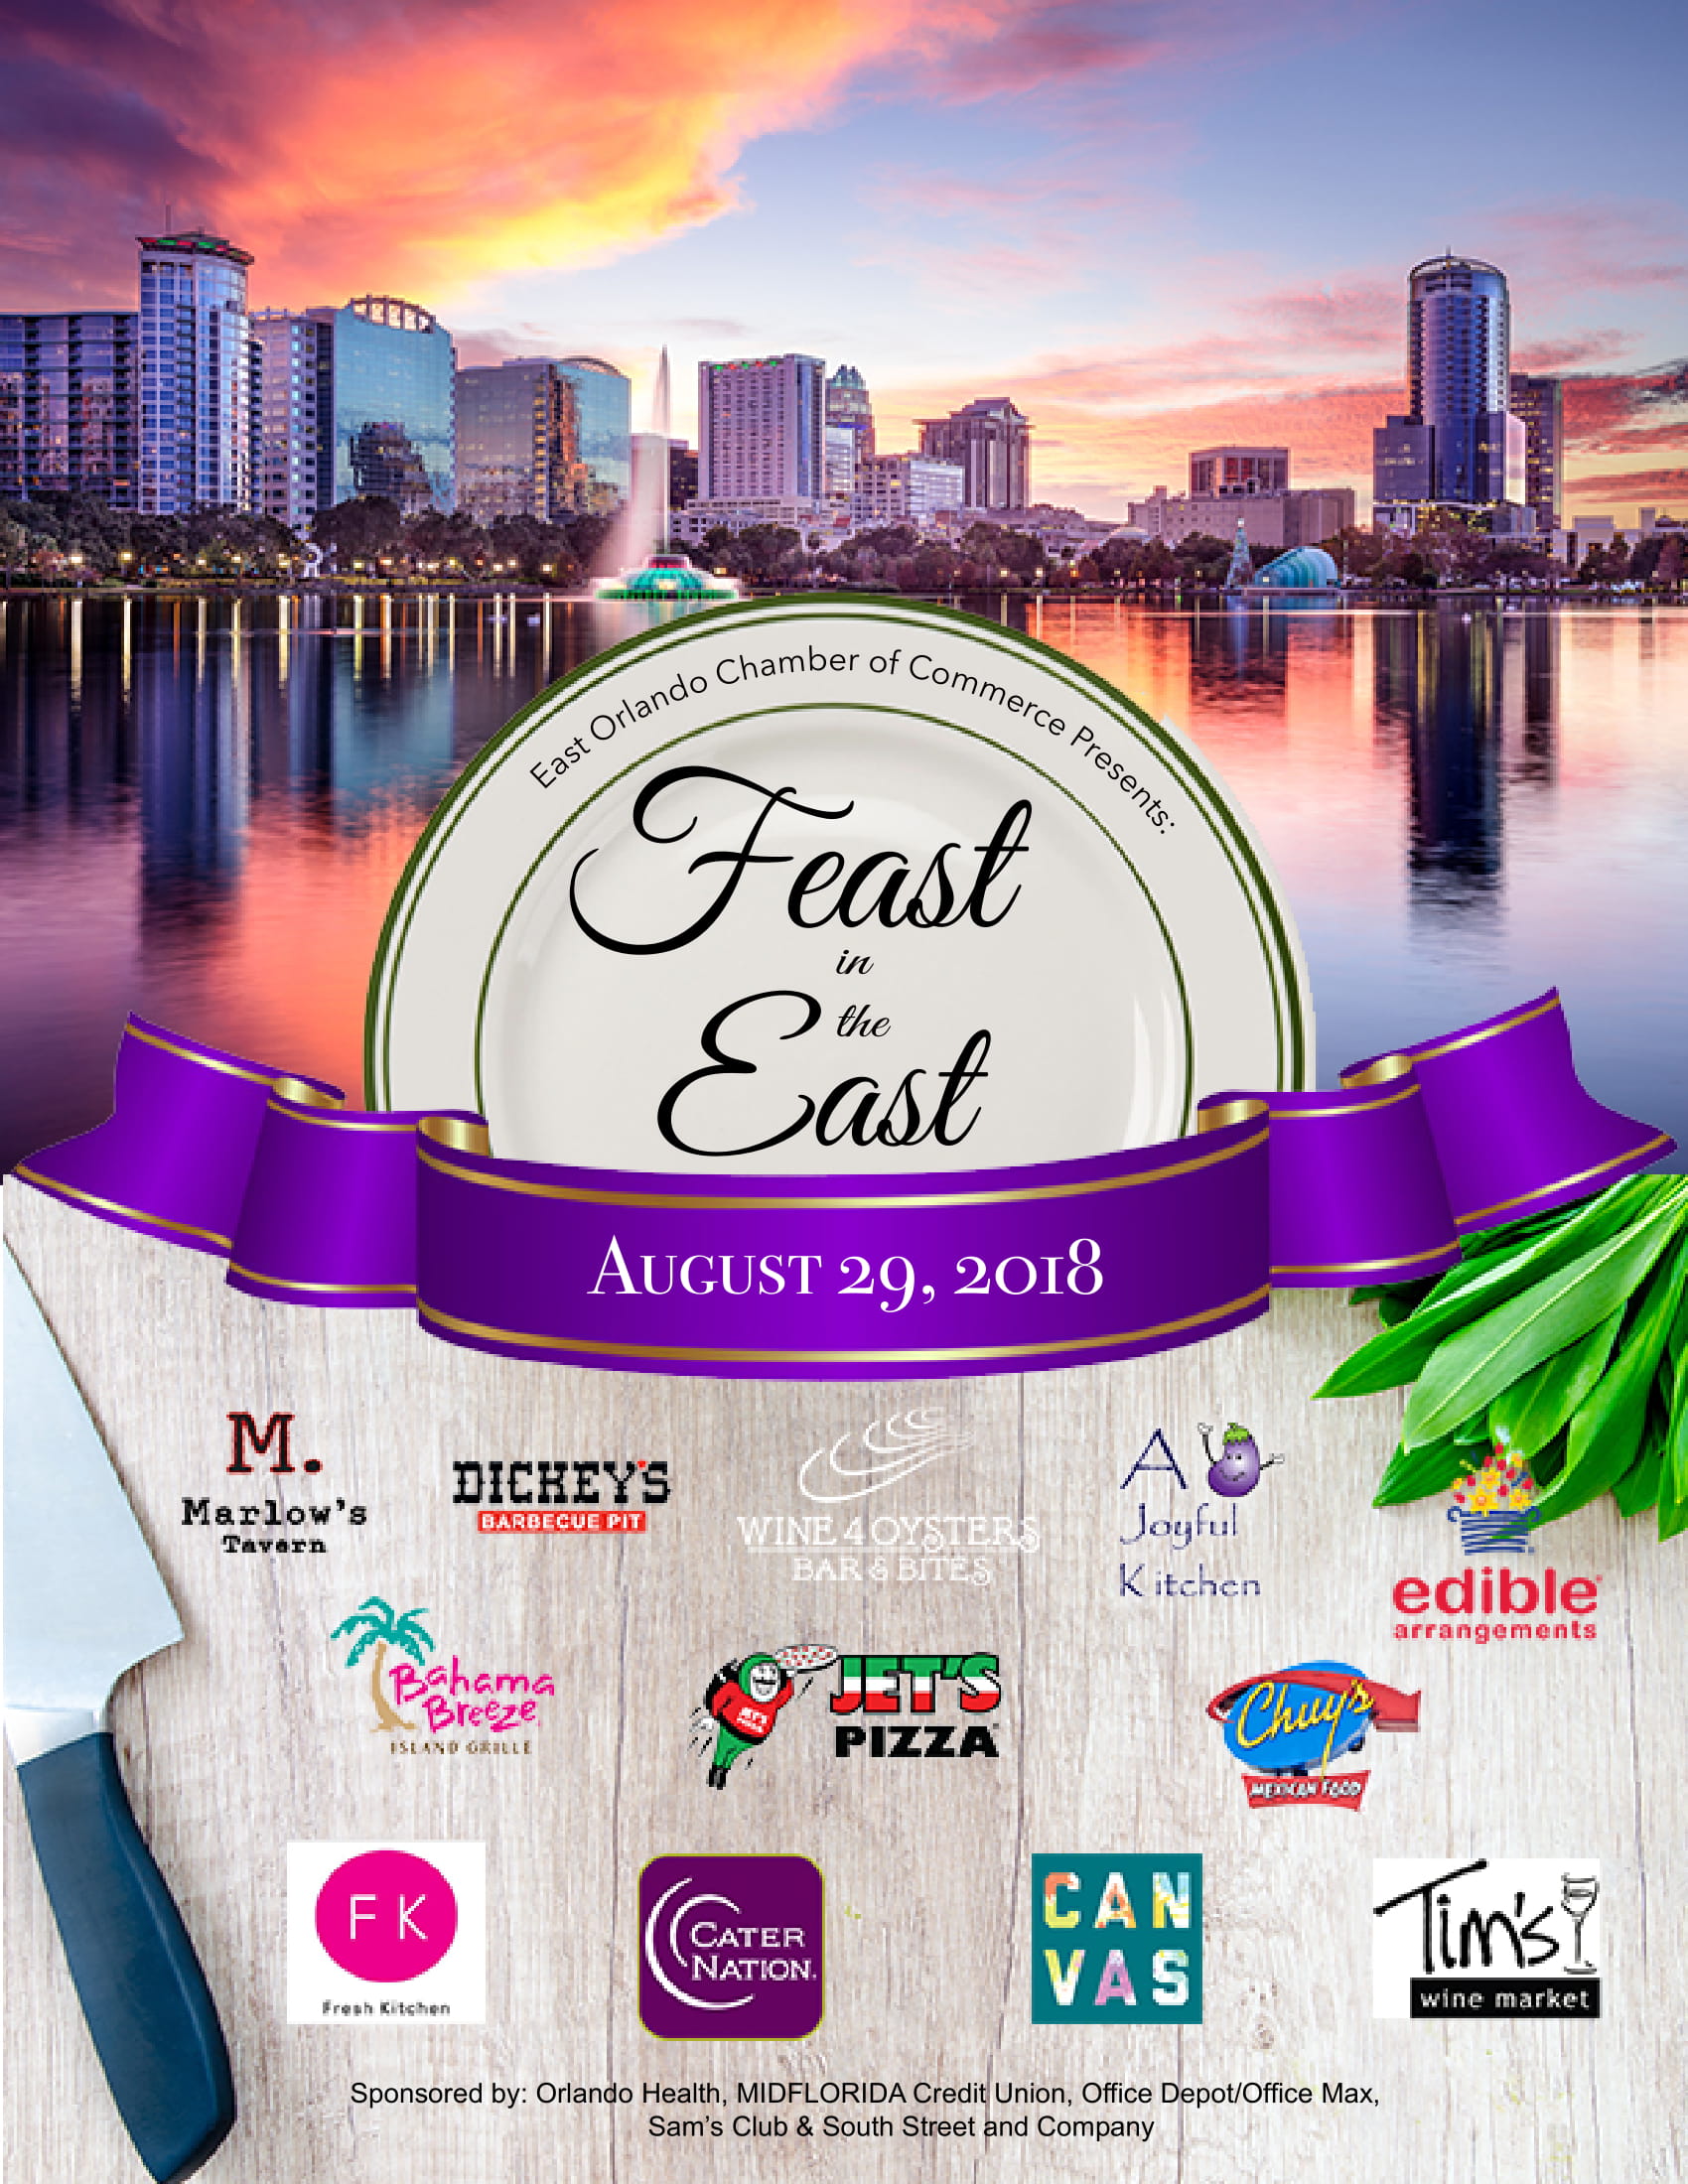 East Orlando Chamber of Commerce Presents:
Feast
in
the
East
AUGUST 29, 2018
M.
Marlow's
Tavern
DICKEY'S
BARBECUE PIT
WINE 4 OYSTERS
BAR & BITES
A
Joyful
Kitchen
edible
arrangements
Bahama
Breeze
ISLAND GRILLE
JET'S
PIZZA
JET'S
PIZZA
Chuy's
MEXICAN FOOD
FK
Fresh Kitchen
CATER
NATION.
CAN
VAS
Tim's
wine market
Sponsored by: Orlando Health, MIDFLORIDA Credit Union, Office Depot/Office Max,
Sam's Club & South Street and Company